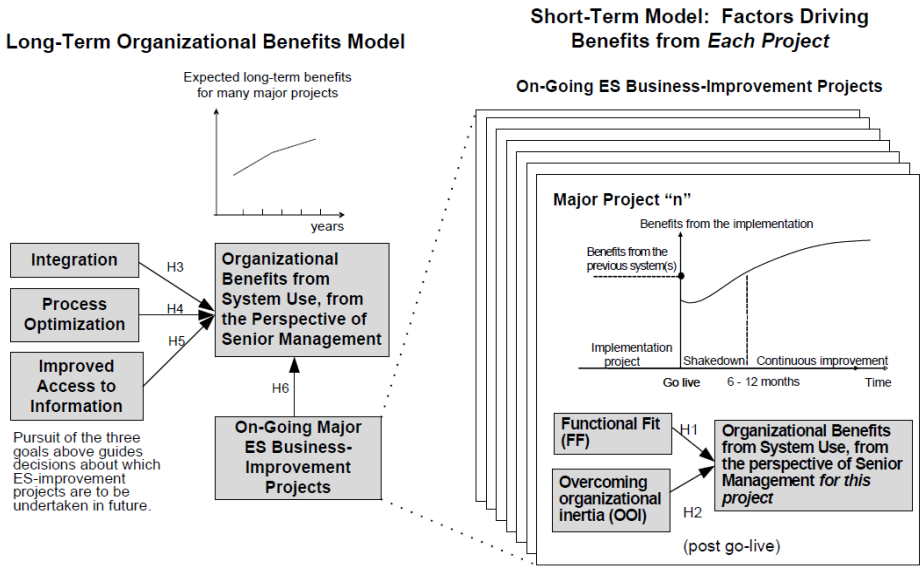 Long-Term Organizational Benefits Model
Expected long-term benefits
for many major projects
years
Integration
Process
Optimization
Improved
Access to
Information
H3
H4
H5
Organizational
Benefits from
System Use, from
the Perspective of
Senior Management
H6
On-Going Major
ES Business-
Improvement
Projects
Pursuit of the three
goals above guides
decisions about which
ES-improvement
projects are to be
undertaken in future.
Short-Term Model:  Factors Driving
Benefits from Each Project
On-Going ES Business-Improvement Projects
Major Project “n”
Benefits from the implementation
Benefits from the
previous system(s)
Implementation
project
Shakedown
Continuous improvement
Go live
6 - 12 months
Time
Functional Fit
(FF)
H1
Overcoming
organizational
inertia (OOI)
H2
Organizational Benefits
from System Use, from
the perspective of Senior
Management for this
project
(post go-live)